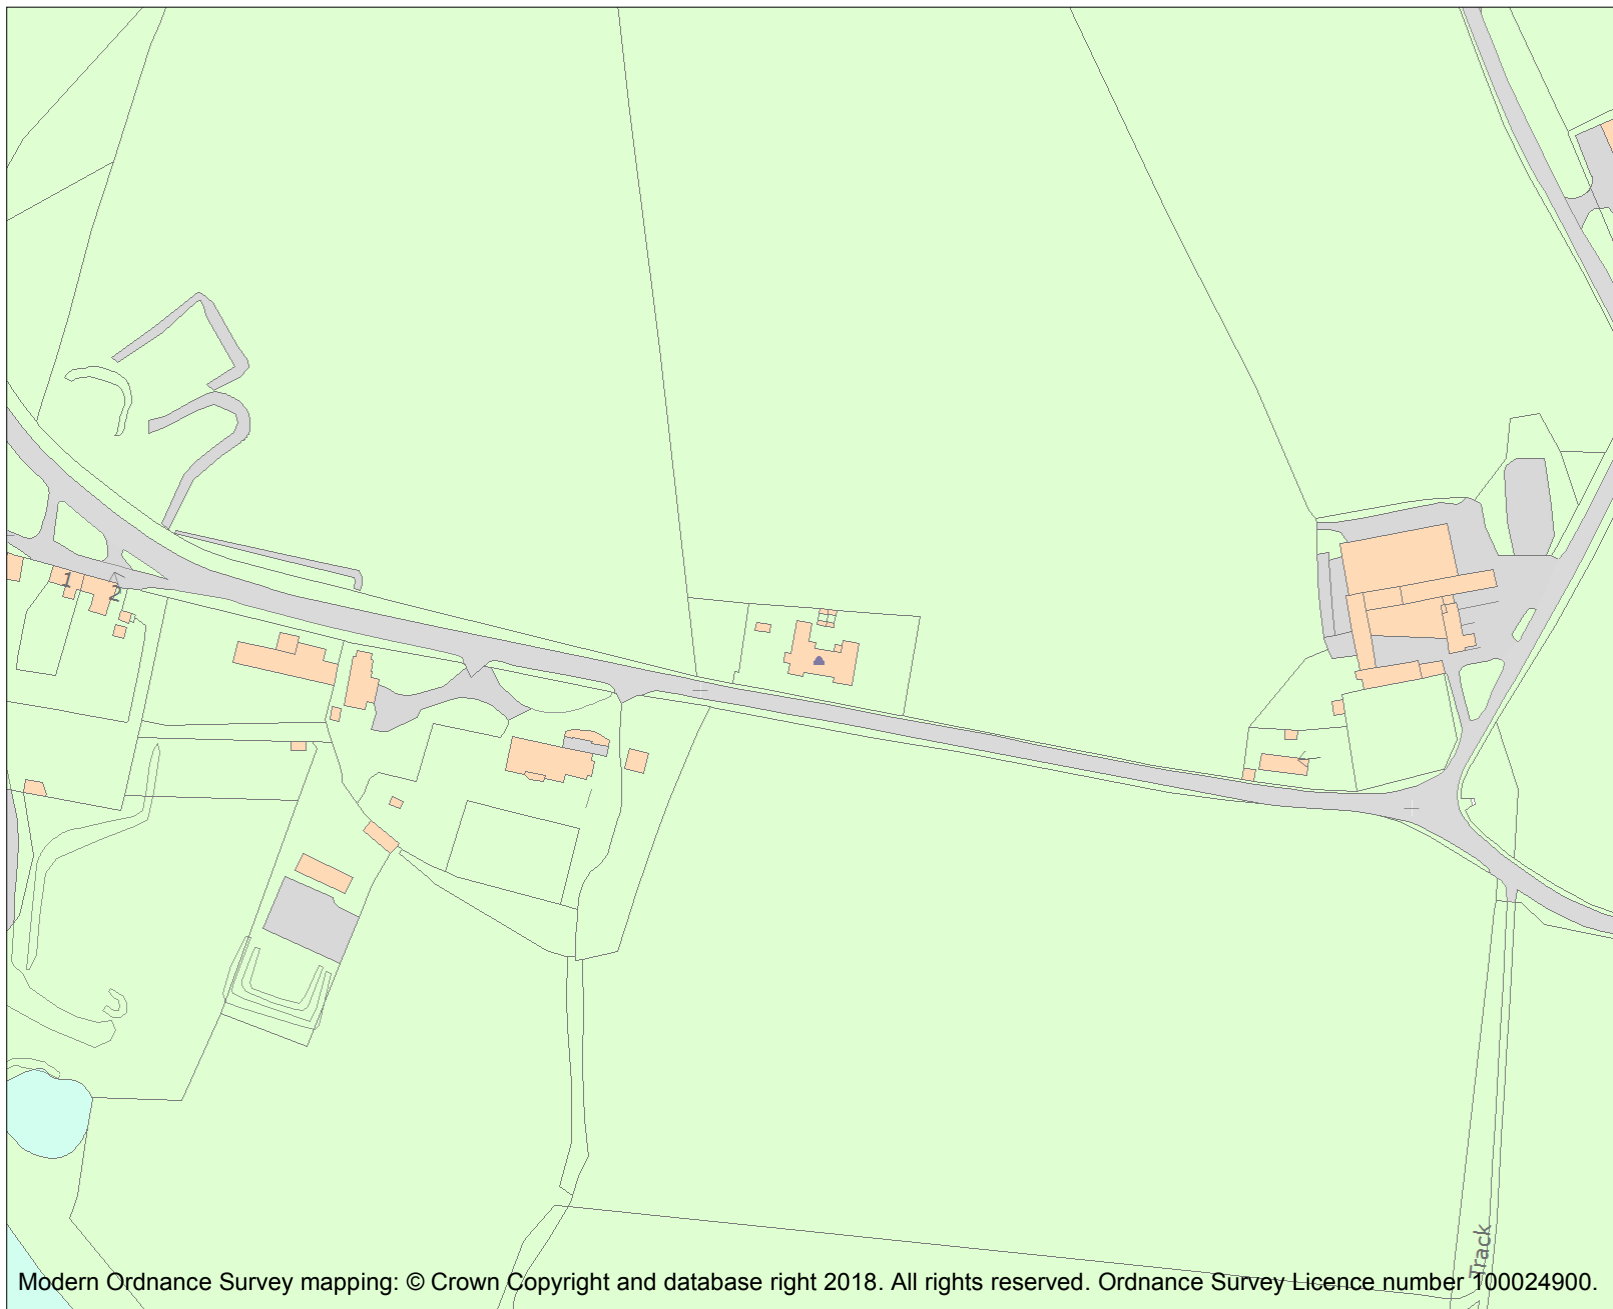 1
2
Track
Modern Ordnance Survey mapping: © Crown Copyright and database right 2018. All rights reserved. Ordnance Survey Licence number 100024900.